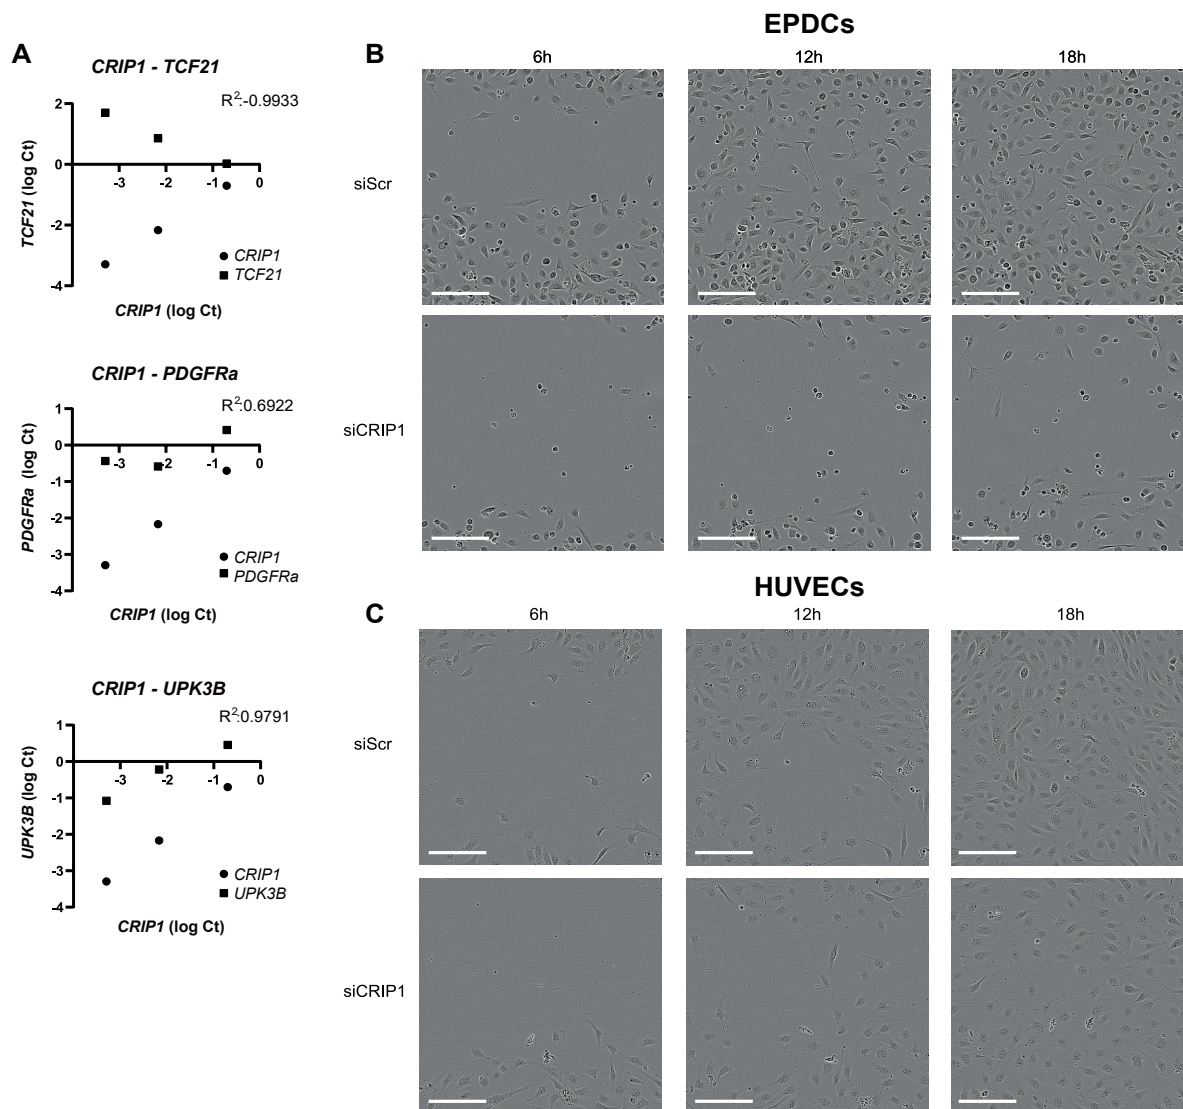 A
CRIP1 - TCF21
R²:-0.9933
2
0
-2
-4
-3
-2
-1
0
TCF21 (log Ct)
CRIP1
TCF21
CRIP1 (log Ct)
CRIP1 - PDGFRa
R²:0.6922
1
0
-1
-2
-3
-4
-3
-2
-1
0
PDGFRa (log Ct)
CRIP1
PDGFRa
CRIP1 (log Ct)
CRIP1 - UPK3B
R²:0.9791
1
0
-1
-2
-3
-4
-3
-2
-1
0
UPK3B (log Ct)
CRIP1
UPK3B
CRIP1 (log Ct)
EPDCs
B
6h 12h 18h
siScr
siCRIP1
HUVECs
C
6h 12h 18h
siScr
siCRIP1